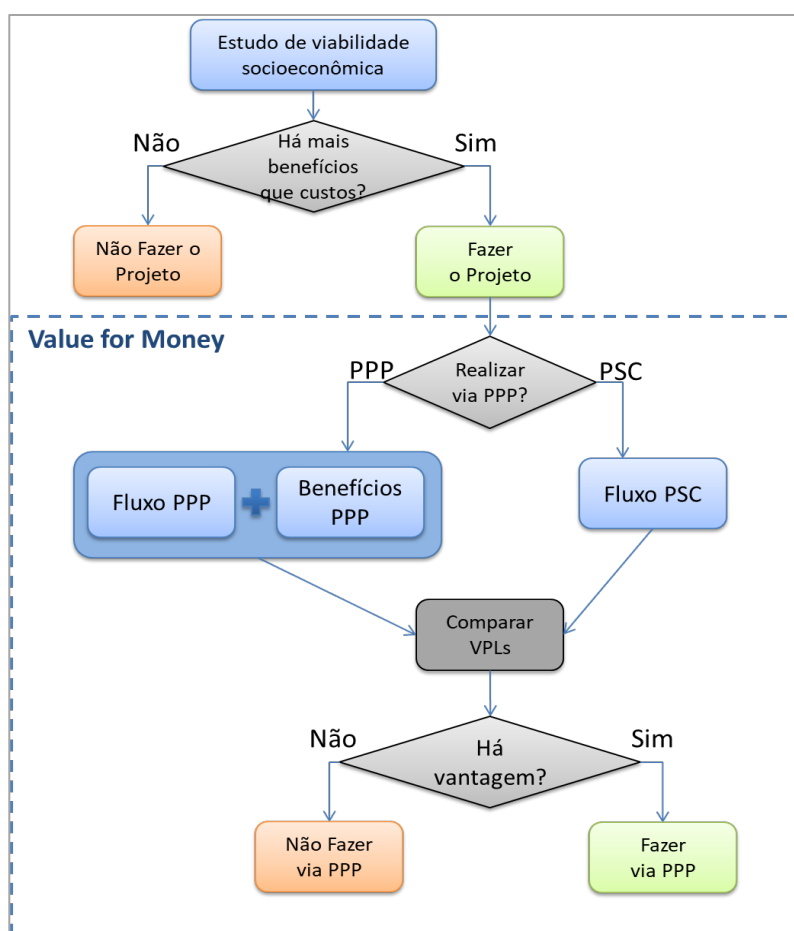 Estudo de viabilidade
socioeconômica
Não
Sim
Há mais
benefícios
que custos?
Não Fazer o
Projeto
Fazer
o Projeto
Value for Money
PPP
PSC
Realizar
via PPP?
Fluxo PPP
Benefícios
PPP
Fluxo PSC
Comparar
VPLs
Não
Sim
Há
vantagem?
Não Fazer
via PPP
Fazer
via PPP